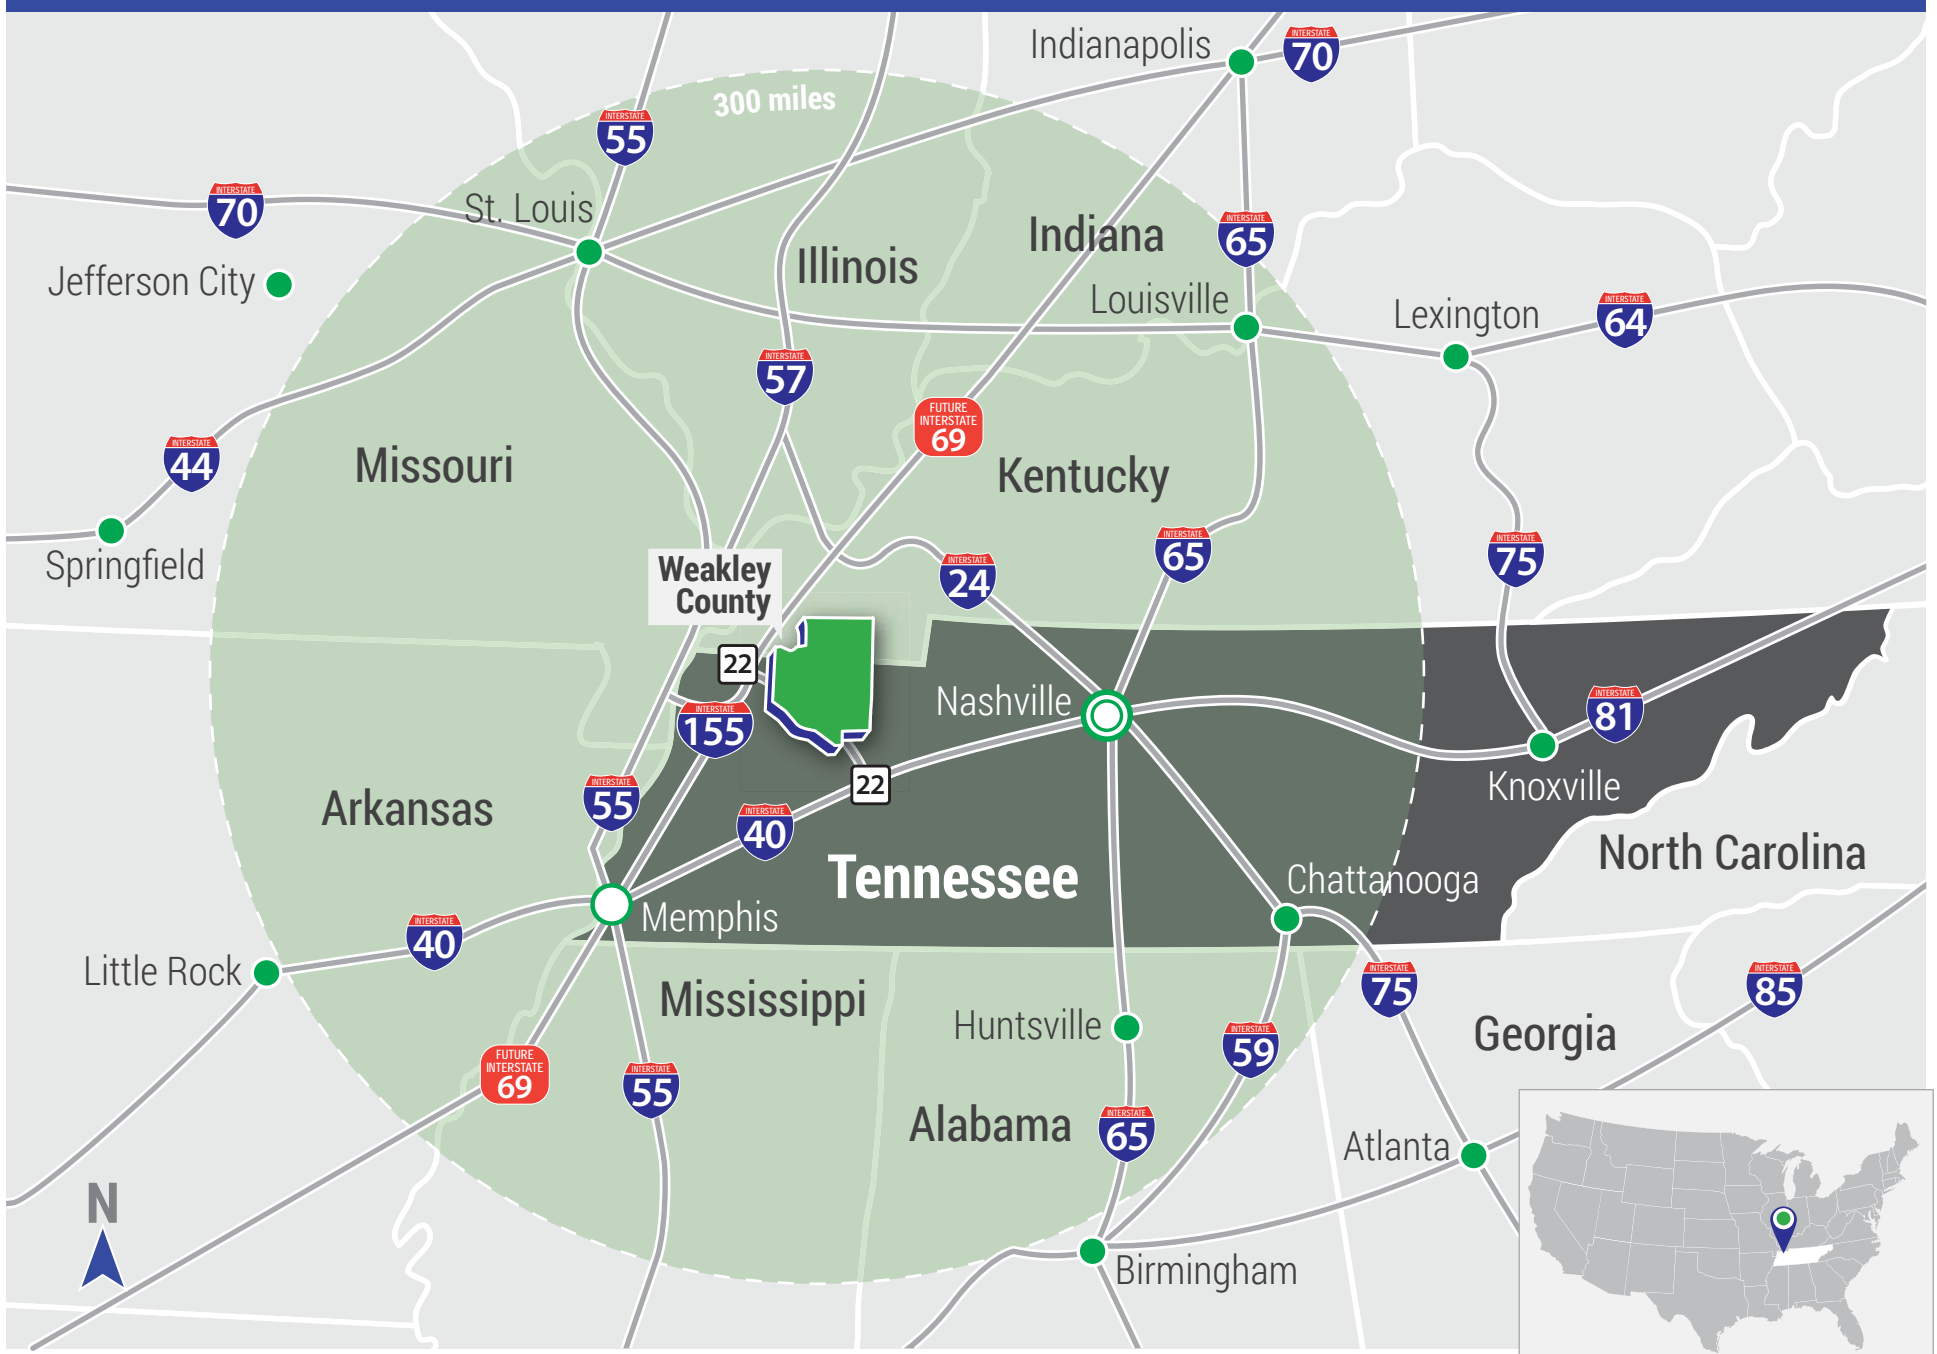 Indianapolis
INTERSTATE
70
300 miles
INTERSTATE
55
INTERSTATE
70
St. Louis
Indiana
INTERSTATE
65
Illinois
Jefferson City
Louisville
Lexington
INTERSTATE
64
INTERSTATE
57
FUTURE
INTERSTATE
69
INTERSTATE
44
Missouri
Kentucky
Springfield
INTERSTATE
65
INTERSTATE
75
Weakley
County
INTERSTATE
24
22
Nashville
INTERSTATE
155
INTERSTATE
81
22
Knoxville
INTERSTATE
55
Arkansas
INTERSTATE
40
Tennessee
North Carolina
Chattanooga
Memphis
INTERSTATE
40
Little Rock
Mississippi
INTERSTATE
75
INTERSTATE
85
Huntsville
Georgia
INTERSTATE
59
FUTURE
INTERSTATE
69
INTERSTATE
55
Alabama
INTERSTATE
65
Atlanta
N
Birmingham